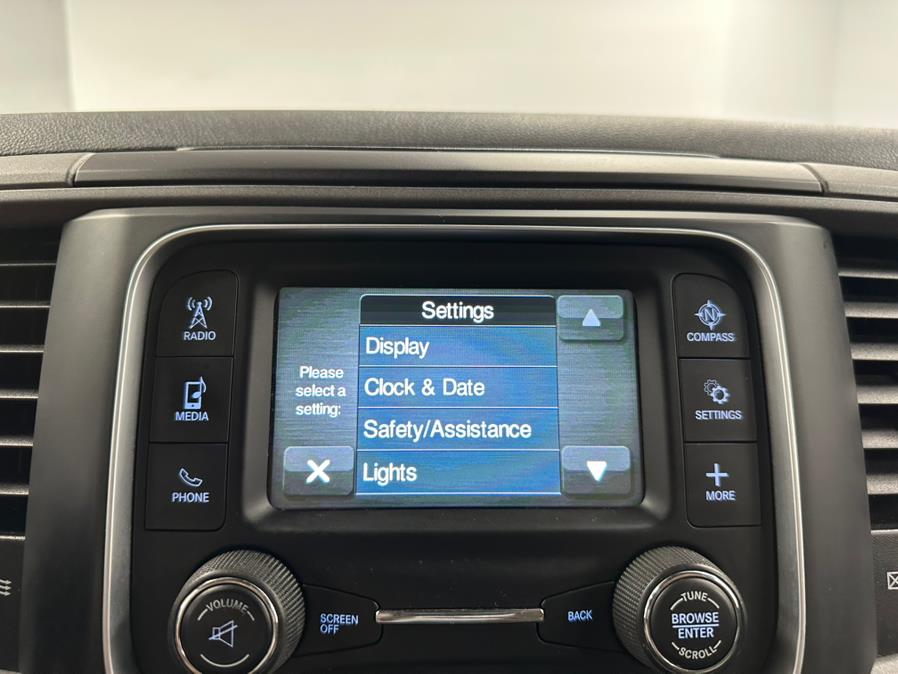 RADIO
MEDIA
PHONE
Settings
Display
Clock & Date
Safety/Assistance
Lights
Please
select a
setting:
N
COMPASS
SETTINGS
MORE
VOLUME
SCREEN
OFF
BACK
TUNE
BROWSE
ENTER
SCROLL